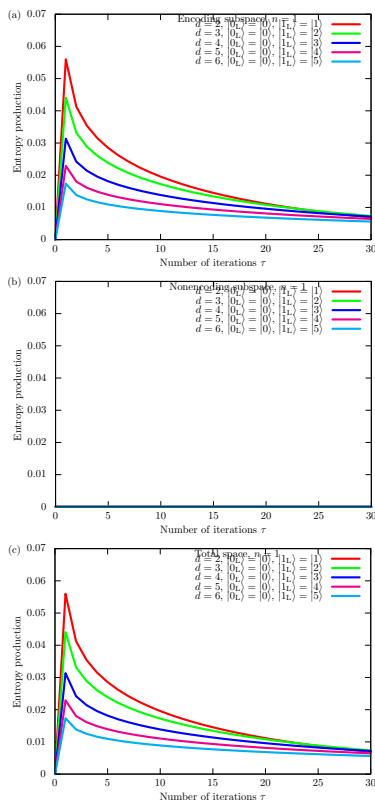 (a)
Encoding subspace, n = 1
d = 2, |0L⟩ = |0⟩, |1L⟩ = |1⟩
d = 3, |0L⟩ = |0⟩, |1L⟩ = |2⟩
d = 4, |0L⟩ = |0⟩, |1L⟩ = |3⟩
d = 5, |0L⟩ = |0⟩, |1L⟩ = |4⟩
d = 6, |0L⟩ = |0⟩, |1L⟩ = |5⟩
Entropy production
0.07
0.06
0.05
0.04
0.03
0.02
0.01
0
0 5 10 15 20 25 30
Number of iterations τ
(b)
Nonencoding subspate, n = 1
d = 2, |0L⟩ = |0⟩, |1L⟩ = |1⟩
d = 3, |0L⟩ = |0⟩, |1L⟩ = |2⟩
d = 4, |0L⟩ = |0⟩, |1L⟩ = |3⟩
d = 5, |0L⟩ = |0⟩, |1L⟩ = |4⟩
d = 6, |0L⟩ = |0⟩, |1L⟩ = |5⟩
Entropy production
0.07
0.06
0.05
0.04
0.03
0.02
0.01
0
0 5 10 15 20 25 30
Number of iterations τ
(c)
Total space, n = 1
d = 2, |0L⟩ = |0⟩, |1L⟩ = |1⟩
d = 3, |0L⟩ = |0⟩, |1L⟩ = |2⟩
d = 4, |0L⟩ = |0⟩, |1L⟩ = |3⟩
d = 5, |0L⟩ = |0⟩, |1L⟩ = |4⟩
d = 6, |0L⟩ = |0⟩, |1L⟩ = |5⟩
Entropy production
0.07
0.06
0.05
0.04
0.03
0.02
0.01
0
0 5 10 15 20 25 30
Number of iterations τ